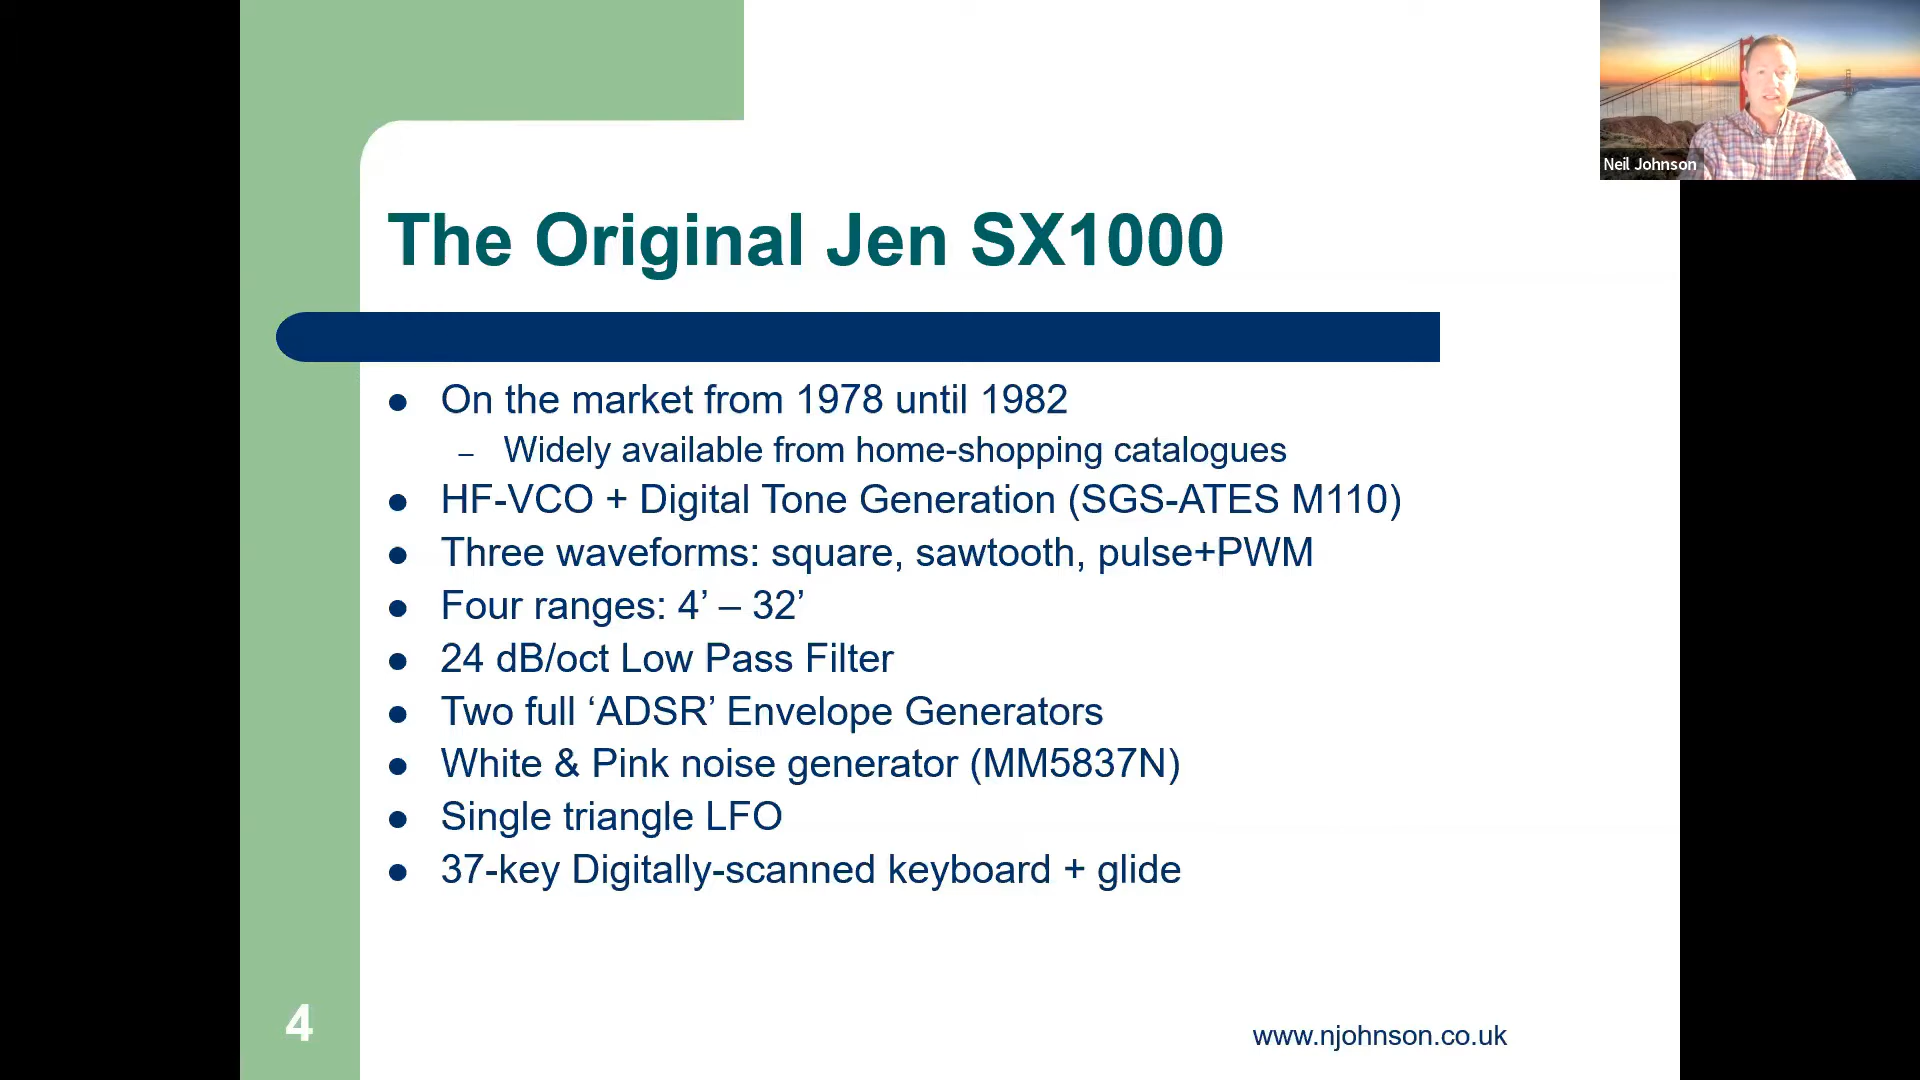 Neil Johnson
The Original Jen SX1000
On the market from 1978 until 1982
– Widely available from home-shopping catalogues
HF-VCO + Digital Tone Generation (SGS-ATES M110)
Three waveforms: square, sawtooth, pulse+PWM
Four ranges: 4’ – 32’
24 dB/oct Low Pass Filter
Two full ‘ADSR’ Envelope Generators
White & Pink noise generator (MM5837N)
Single triangle LFO
37-key Digitally-scanned keyboard + glide
4
www.njohnson.co.uk